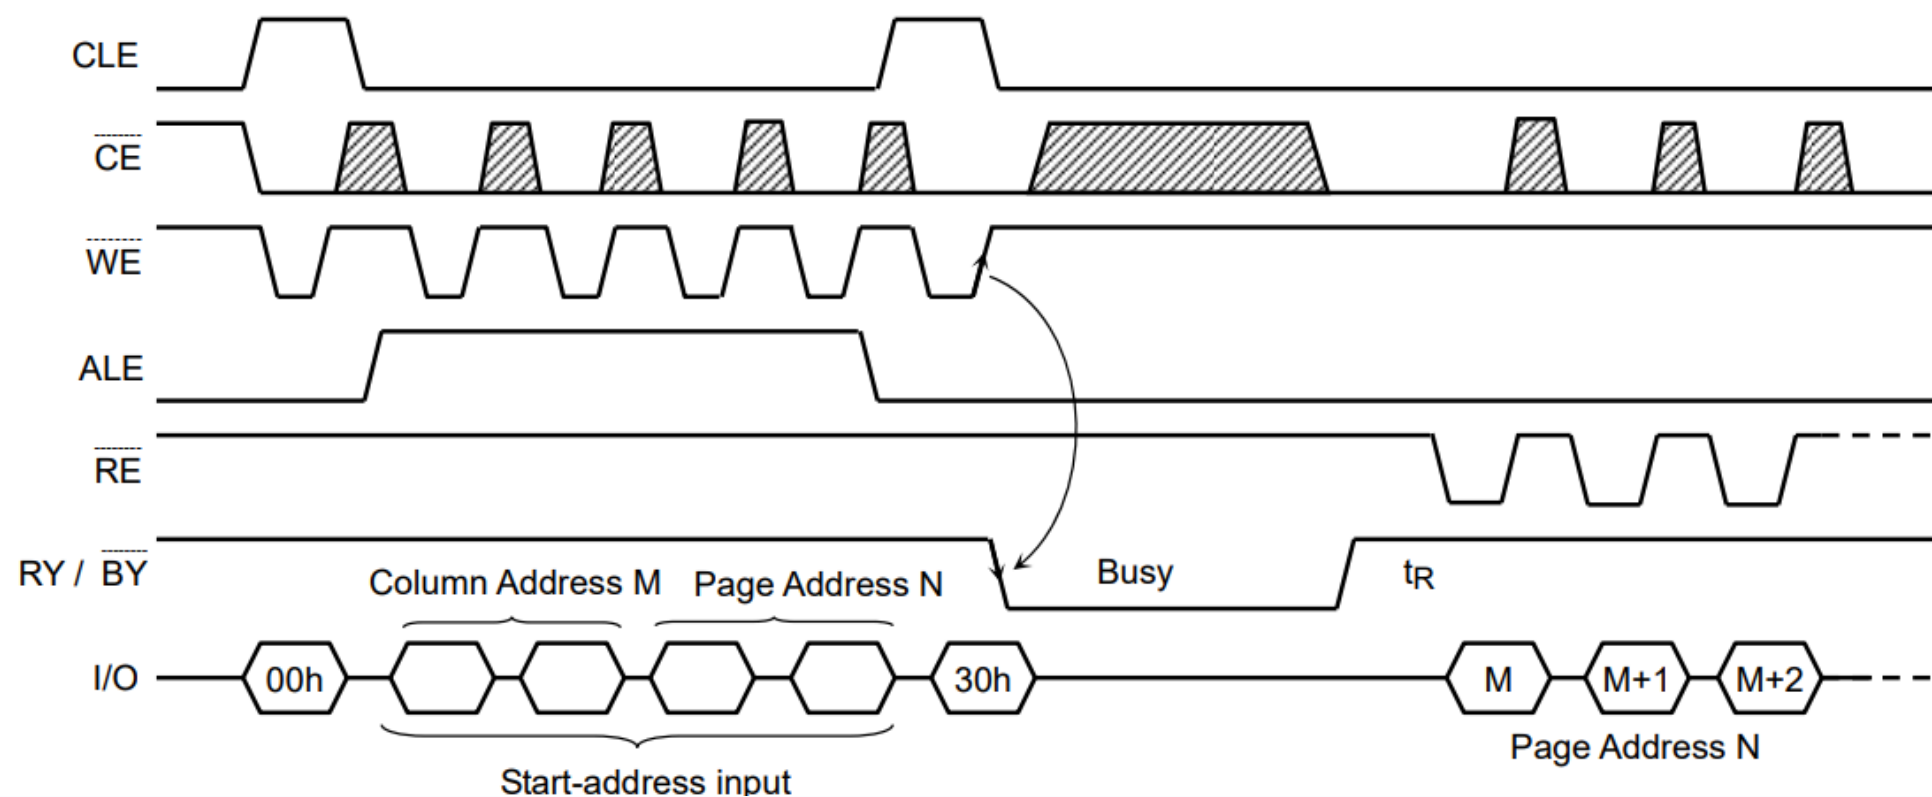 CLE
CE
WE
ALE
RE
RY / BY
Column Address M
Page Address N
Busy
tR
I/O
00h
30h
M
M+1
M+2
Start-address input
Page Address N